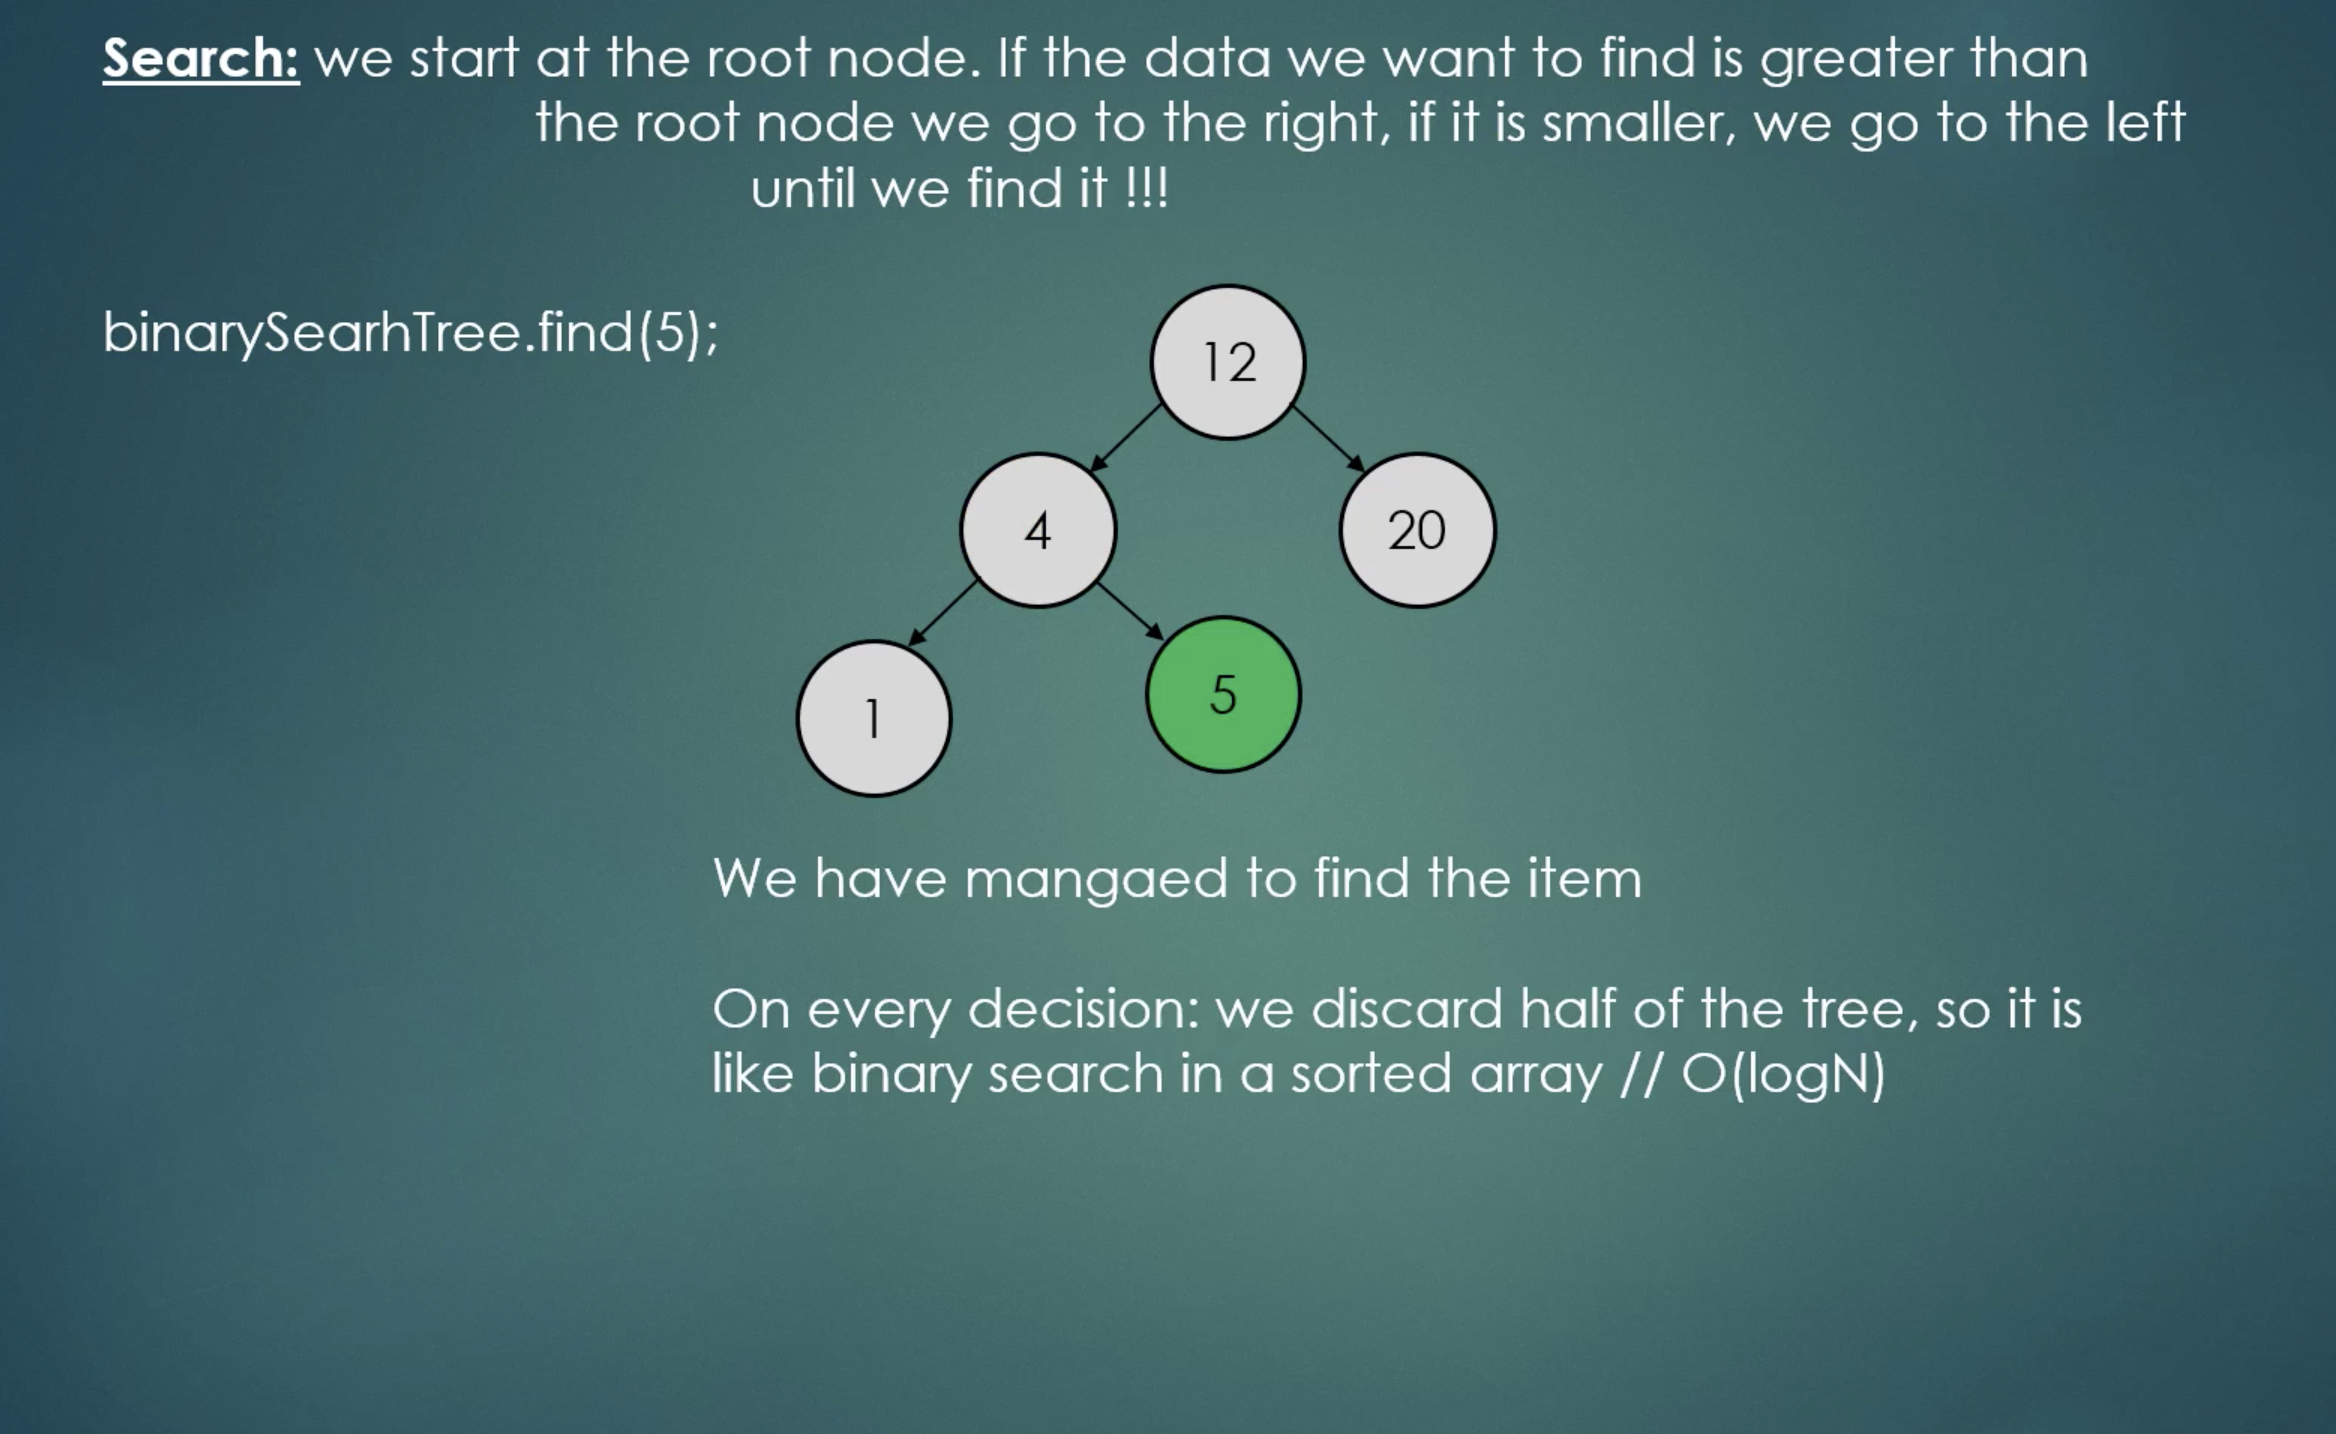 Search: we start at the root node. If the data we want to find is greater than
the root node we go to the right, if it is smaller, we go to the left
until we find it !!!
binarySearhTree.find(5);
12
4
20
1
5
We have mangaed to find the item
On every decision: we discard half of the tree, so it is
like binary search in a sorted array // O(logN)